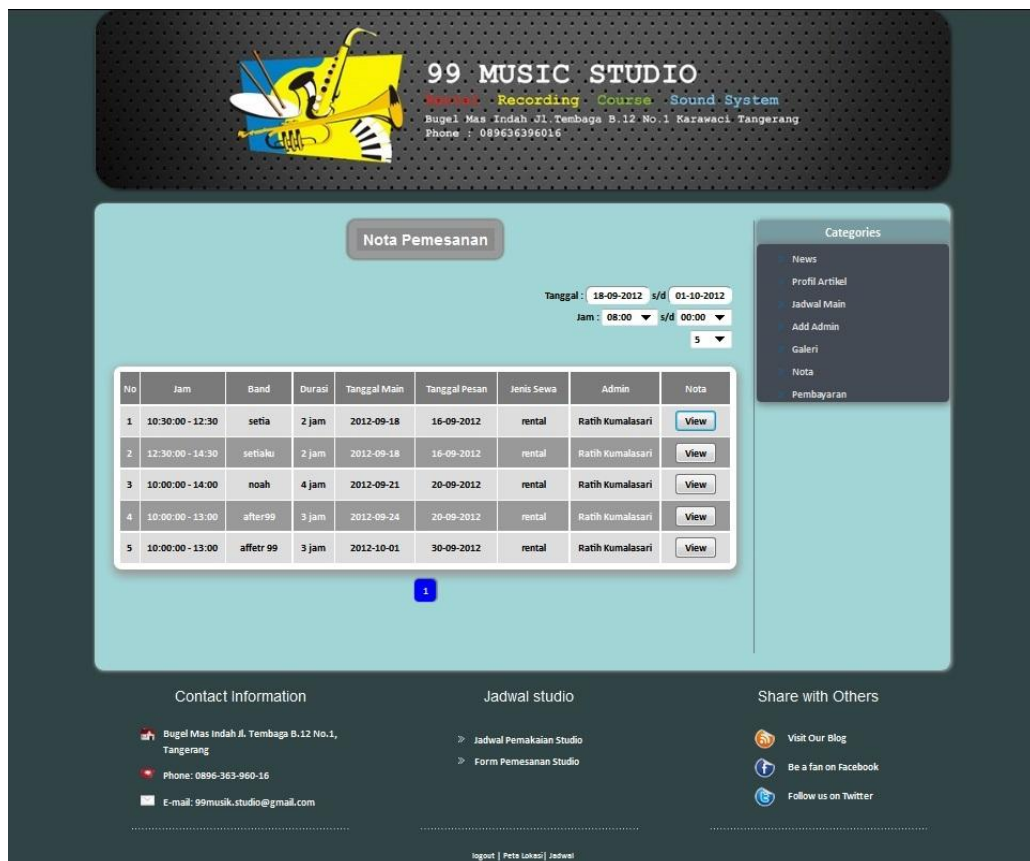 99 MUSIC STUDIO
Recording Course Sound System
Bugel Mas Indah Jl.Tembaga B.12 No.1 Karawaci Tangerang
Phone : 089636396016
Nota Pemesanan
Tanggal : 18-09-2012 s/d 01-10-2012
Jam : 08:00 s/d 00:00
5
No Jam Band Durasi Tanggal Main Tanggal Pesan Jenis Sewa Admin Nota
1 10:30:00 - 12:30 setia 2 jam 2012-09-18 16-09-2012 rental Ratih Kumalasari View
2 12:30:00 - 14:30 setiaku 2 jam 2012-09-18 16-09-2012 rental Ratih Kumalasari View
3 10:00:00 - 14:00 noah 4 jam 2012-09-21 20-09-2012 rental Ratih Kumalasari View
4 10:00:00 - 13:00 after99 3 jam 2012-09-24 20-09-2012 rental Ratih Kumalasari View
5 10:00:00 - 13:00 affetr 99 3 jam 2012-10-01 30-09-2012 rental Ratih Kumalasari View
1
Categories
News
Profil Artikel
Jadwal Main
Add Admin
Galeri
Nota
Pembayaran
Contact Information
Bugel Mas Indah Jl. Tembaga B.12 No.1,
Tangerang
Phone: 0896-363-960-16
E-mail: 99musik.studio@gmail.com
Jadwal studio
Jadwal Pemakaian Studio
Form Pemesanan Studio
Share with Others
Visit Our Blog
Be a fan on Facebook
Follow us on Twitter
logout | Peta Lokasi| Jadwal